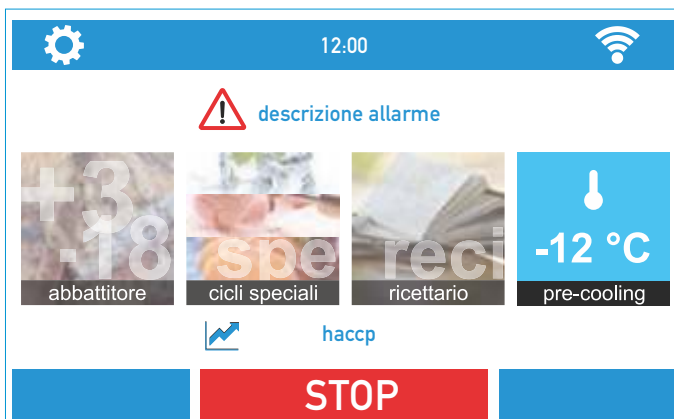 12:00
descrizione allarme
+3
-18
spe
reci
-12 °C
abbattitore
cicli speciali
ricettario
pre-cooling
haccp
STOP